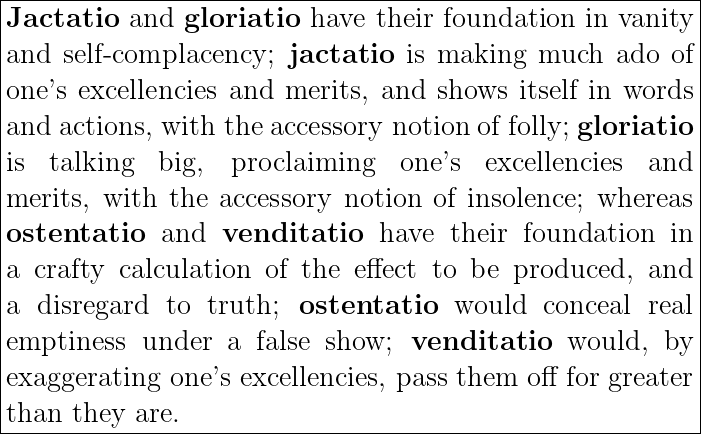 Jactatio and gloriatio have their foundation in vanity
and self-complacency; jactatio is making much ado of
one's excellencies and merits, and shows itself in words
and actions, with the accessory notion of folly; gloriatio
is talking big, proclaiming one's excellencies and
merits, with the accessory notion of insolence; whereas
ostentatio and venditatio have their foundation in
a crafty calculation of the effect to be produced, and
a disregard to truth; ostentatio would conceal real
emptiness under a false show; venditatio would, by
exaggerating one's excellencies, pass them off for greater
than they are.